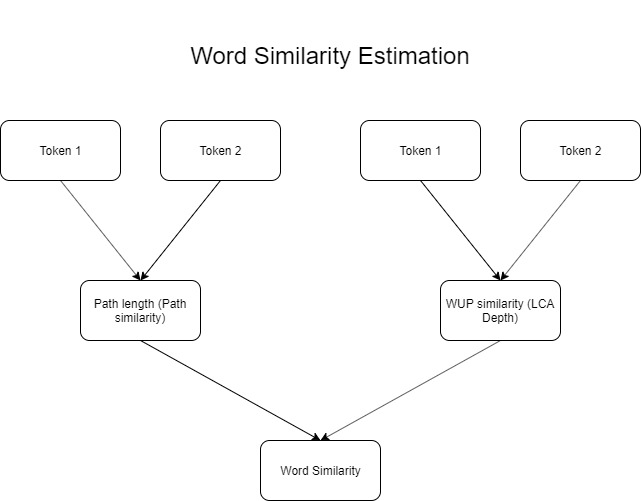 Word Similarity Estimation
Token 1
Token 2
Token 1
Token 2
Path length (Path
similarity)
WUP similarity (LCA
Depth)
Word Similarity